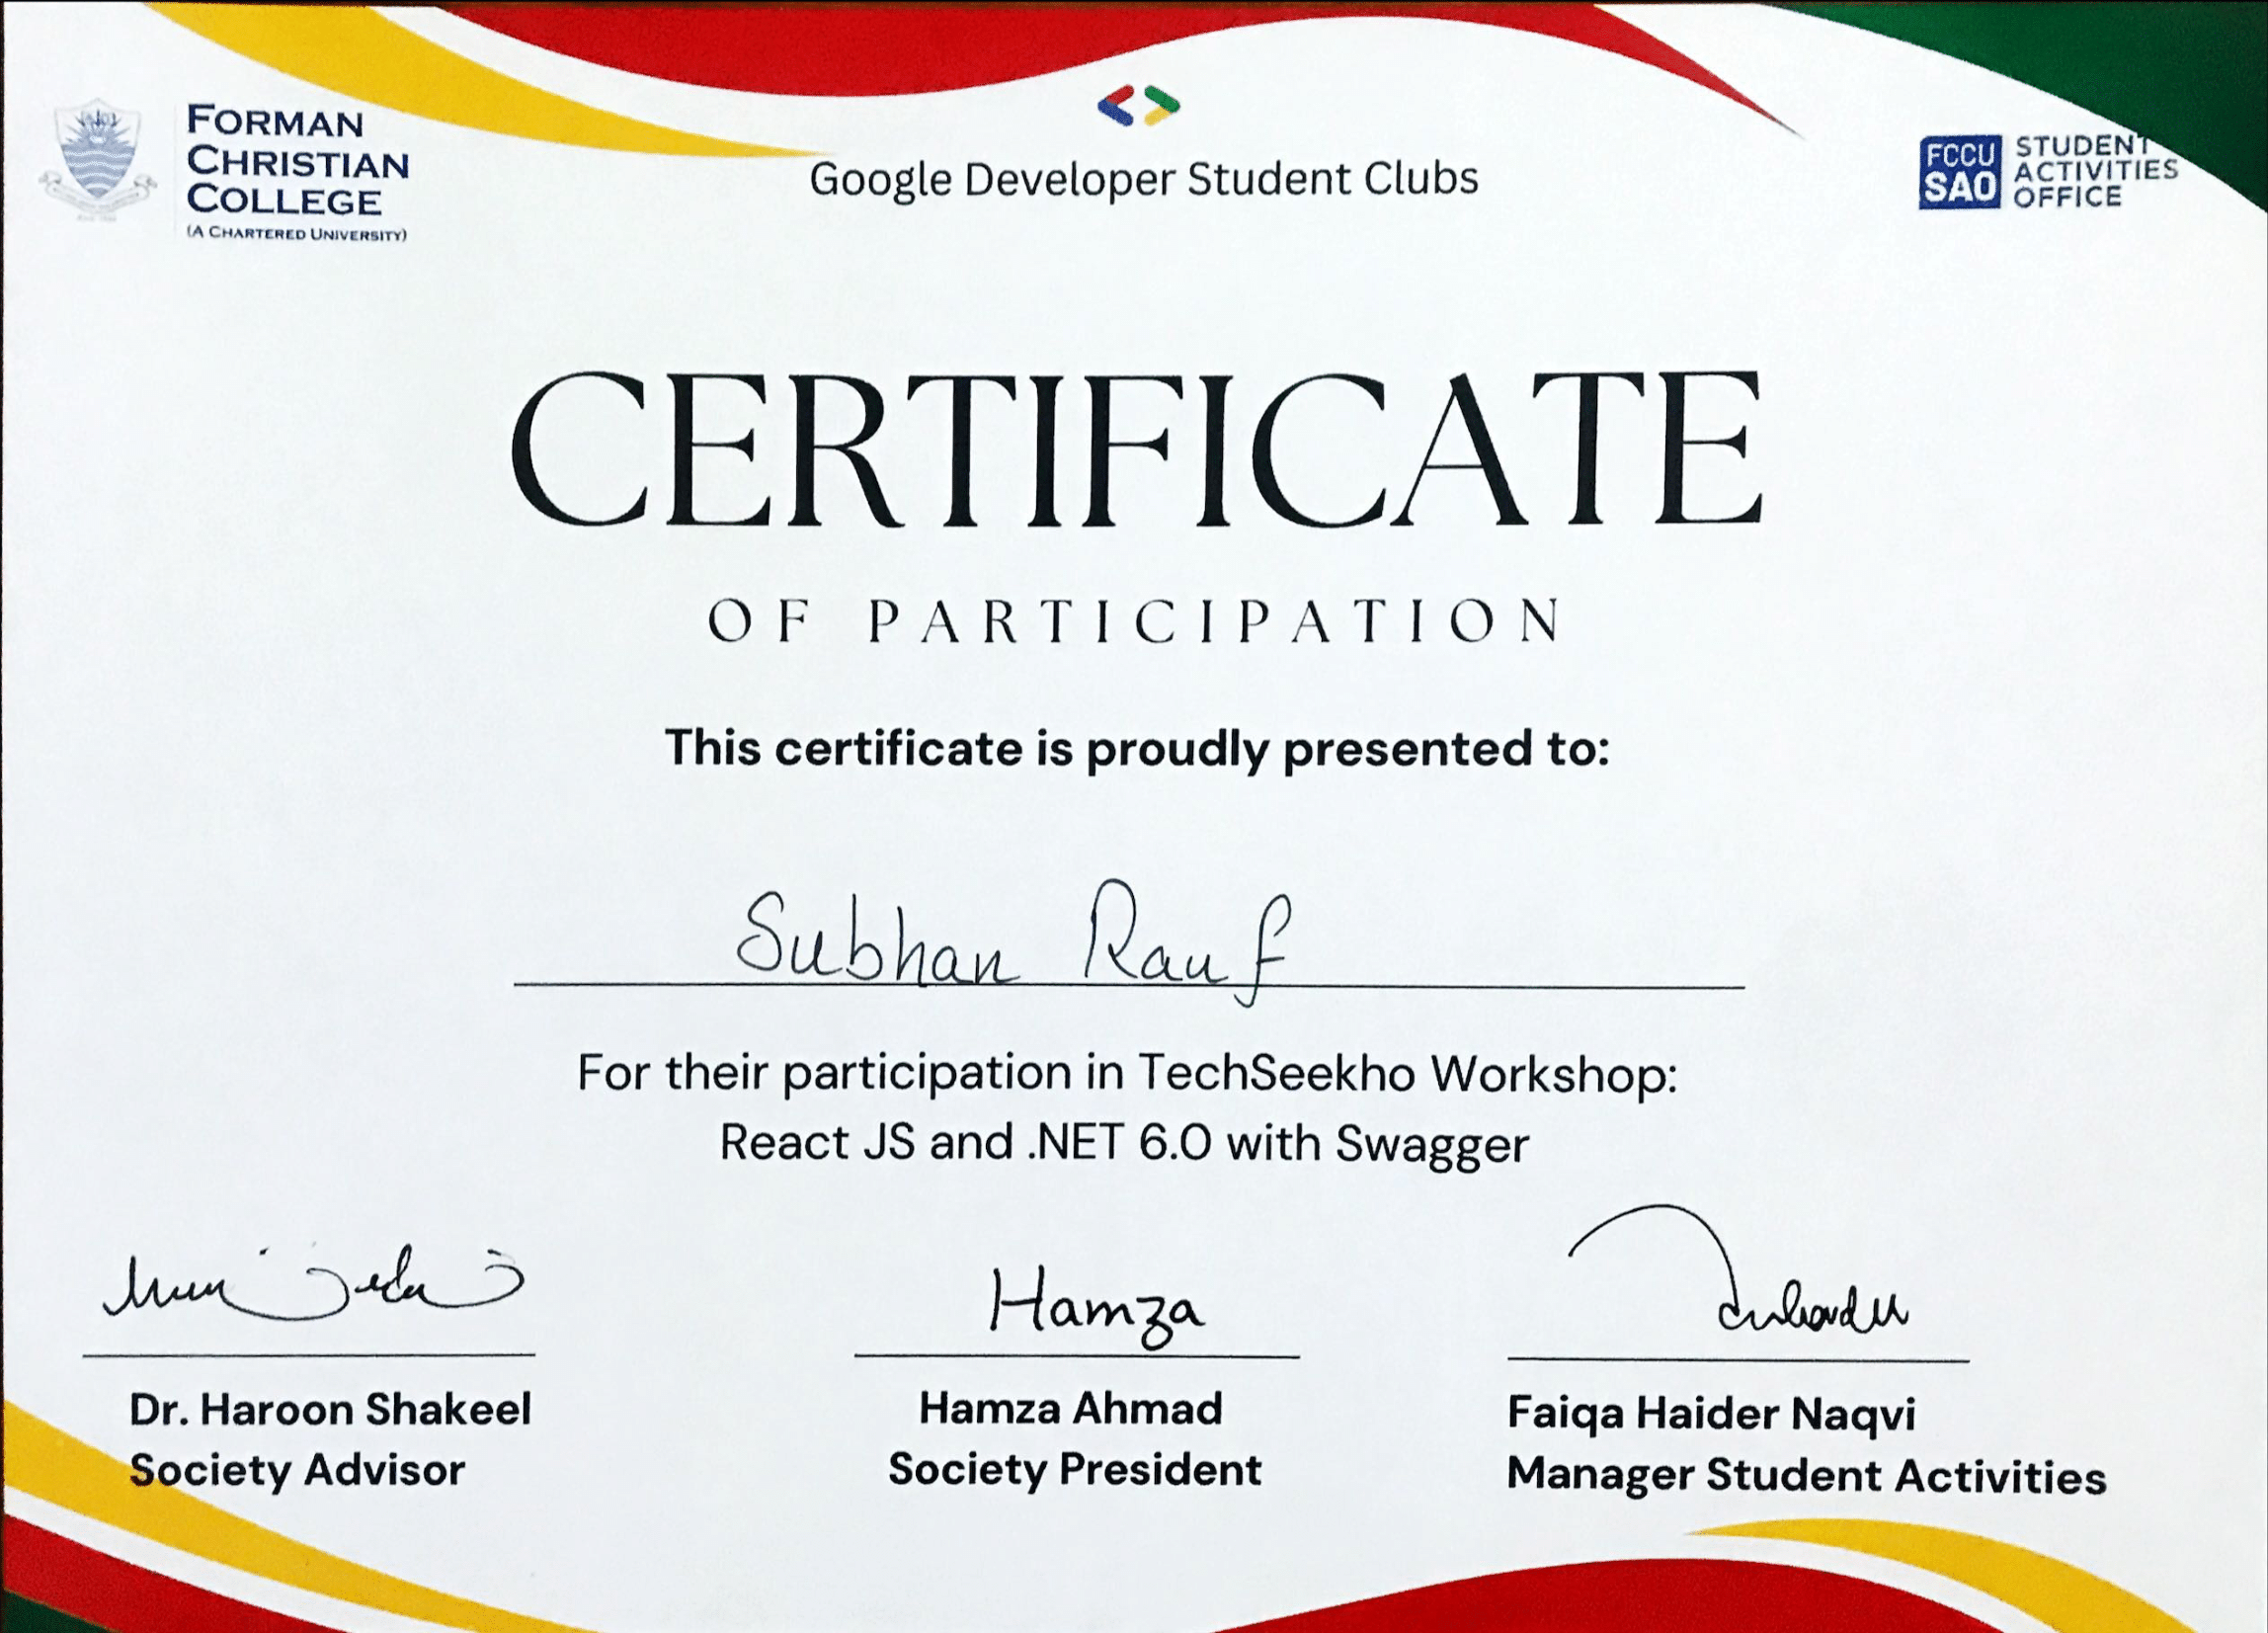 FORMAN
CHRISTIAN
COLLEGE
(A CHARTERED UNIVERSITY)
Google Developer Student Clubs
FCCU
SAO
STUDENT
ACTIVITIES
OFFICE
CERTIFICATE
OF PARTICIPATION
This certificate is proudly presented to:
Subhan Rauf
For their participation in TechSeekho Workshop:
React JS and .NET 6.0 with Swagger
Hamza
Dr. Haroon Shakeel
Society Advisor
Hamza Ahmad
Society President
Faiqa Haider Naqvi
Manager Student Activities